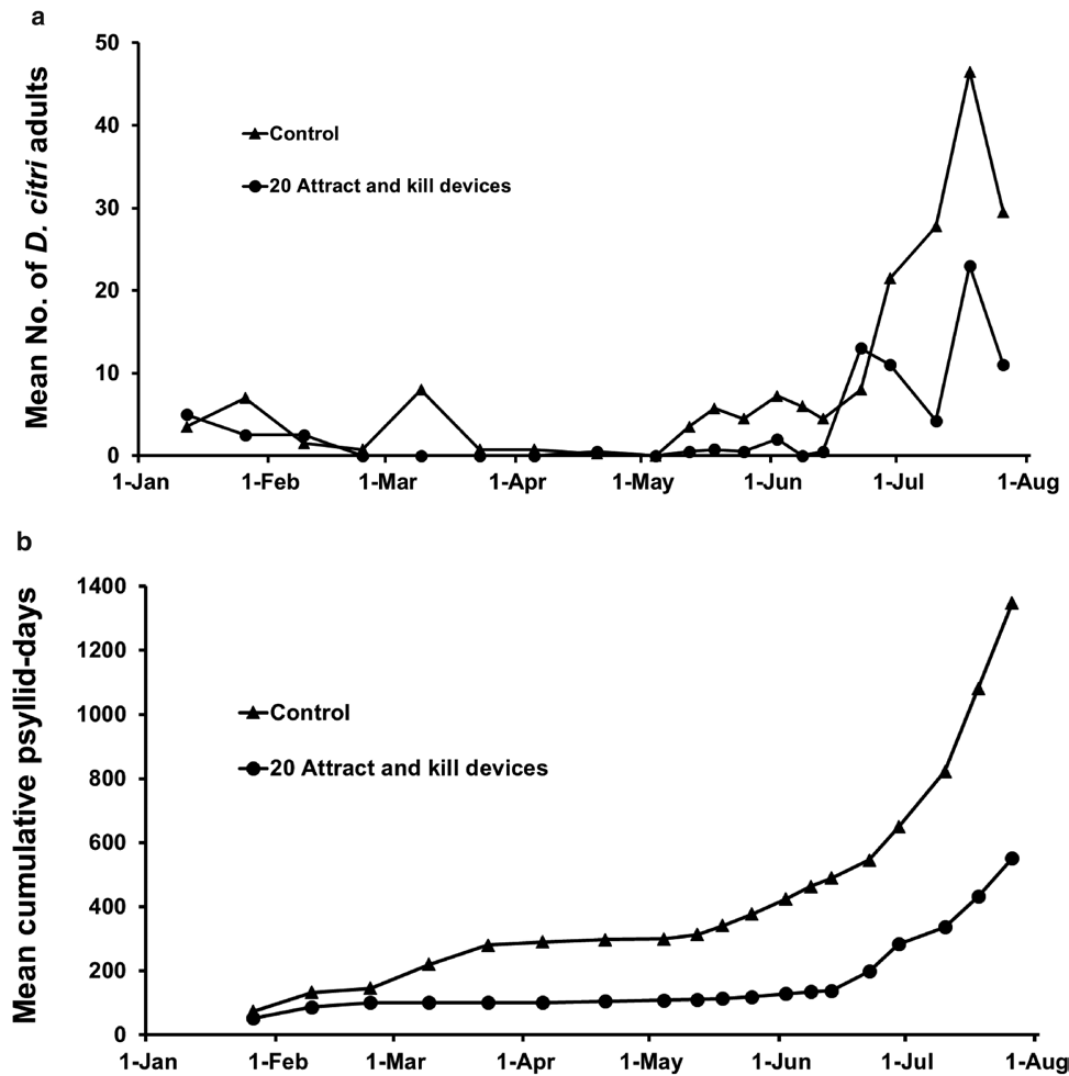 a
Mean No. of D. citri adults
50
40
30
20
10
0
Control
20 Attract and kill devices
1-Jan 1-Feb 1-Mar 1-Apr 1-May 1-Jun 1-Jul 1-Aug
b
Mean cumulative psyllid-days
1400
1200
1000
800
600
400
200
0
Control
20 Attract and kill devices
1-Jan 1-Feb 1-Mar 1-Apr 1-May 1-Jun 1-Jul 1-Aug